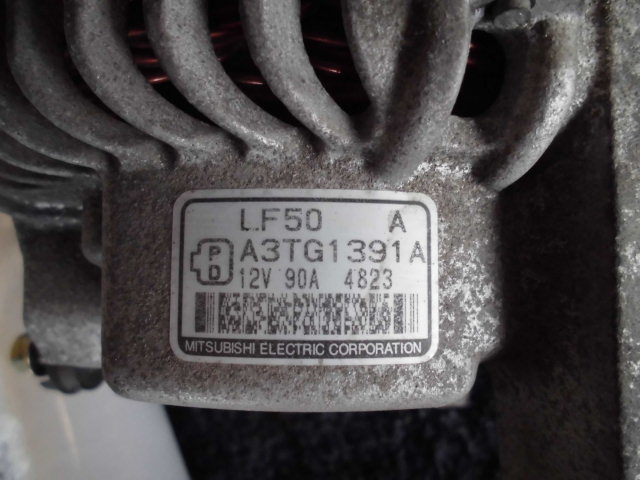 LF50 A
P D
A3TG1391A
12V 90A 4823
MITSUBISHI ELECTRIC CORPORATION